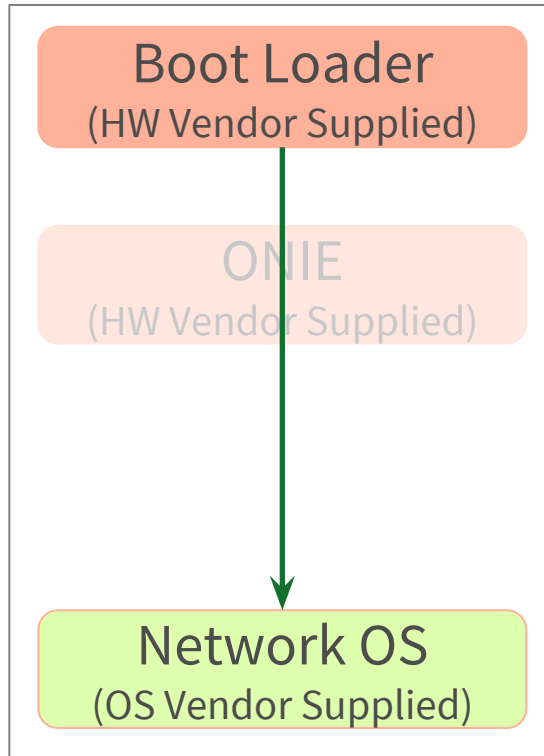 Boot Loader
(HW Vendor Supplied)
ONIE
(HW Vendor Supplied)
Network OS
(OS Vendor Supplied)